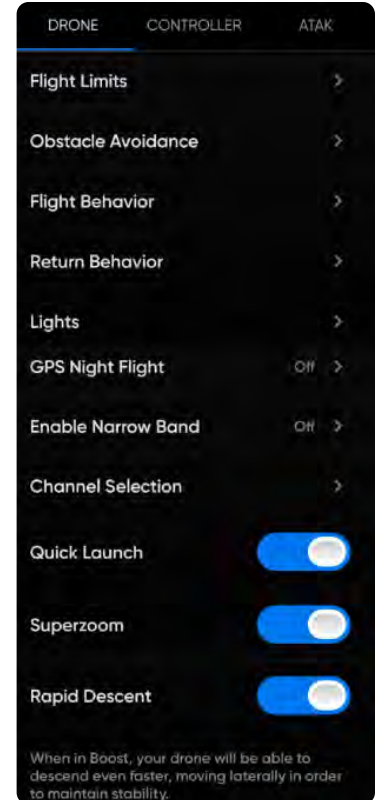 DRONE CONTROLLER ATAK
Flight Limits
Obstacle Avoidance
Flight Behavior
Return Behavior
Lights
GPS Night Flight Off
Enable Narrow Band Off
Channel Selection
Quick Launch
Superzoom
Rapid Descent
When in Boost, your drone will be able to
descend even faster, moving laterally in order
to maintain stability.